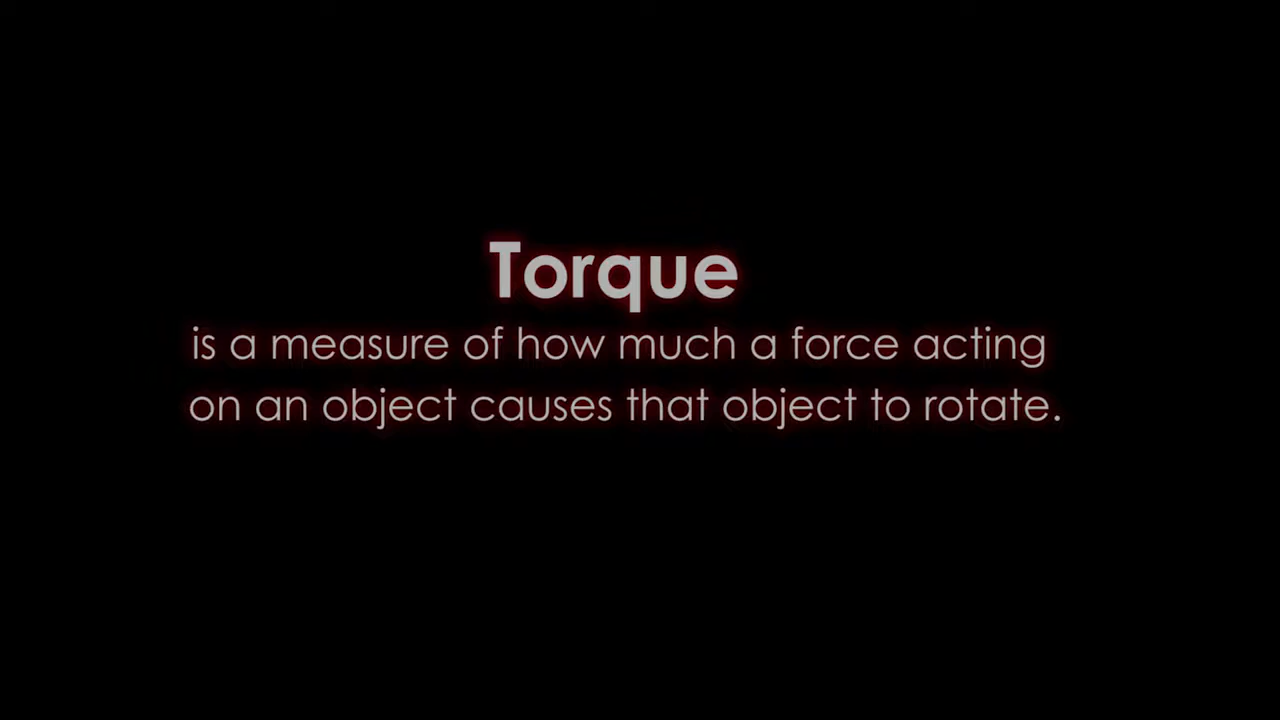 Torque
is a measure of how much a force acting
on an object causes that object to rotate.